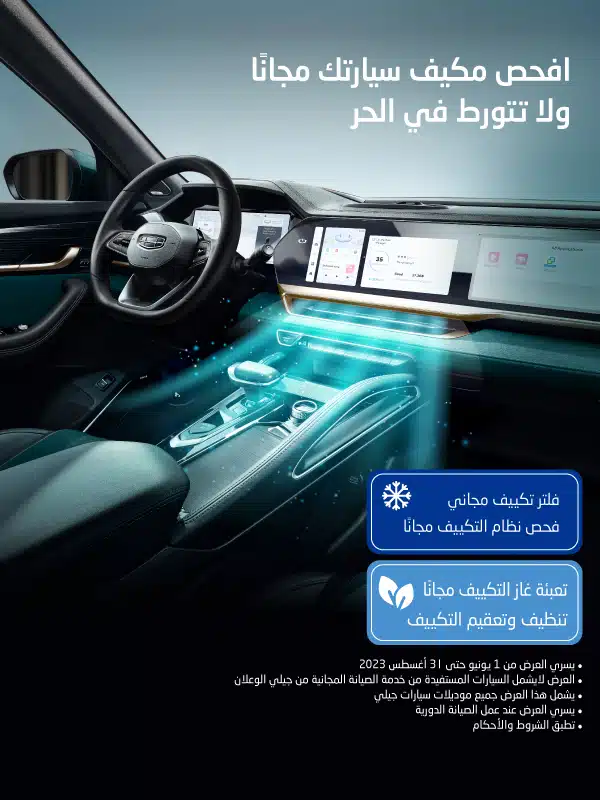 افحص مكيف سيارتك مجانًا
ولا تتورط في الحر
فلتر تكييف مجاني
فحص نظام التكييف مجانًا
تعبئة غاز التكييف مجانًا
تنظيف وتعقيم التكييف
• يسري العرض من 1 يونيو حتى 31 أغسطس 2023
• العرض لايشمل السيارات المستفيدة من خدمة الصيانة المجانية من جيلي الوعلان
• يشمل هذا العرض جميع موديلات سيارات جيلي
• يسري العرض عند عمل الصيانة الدورية
• تطبق الشروط والأحكام